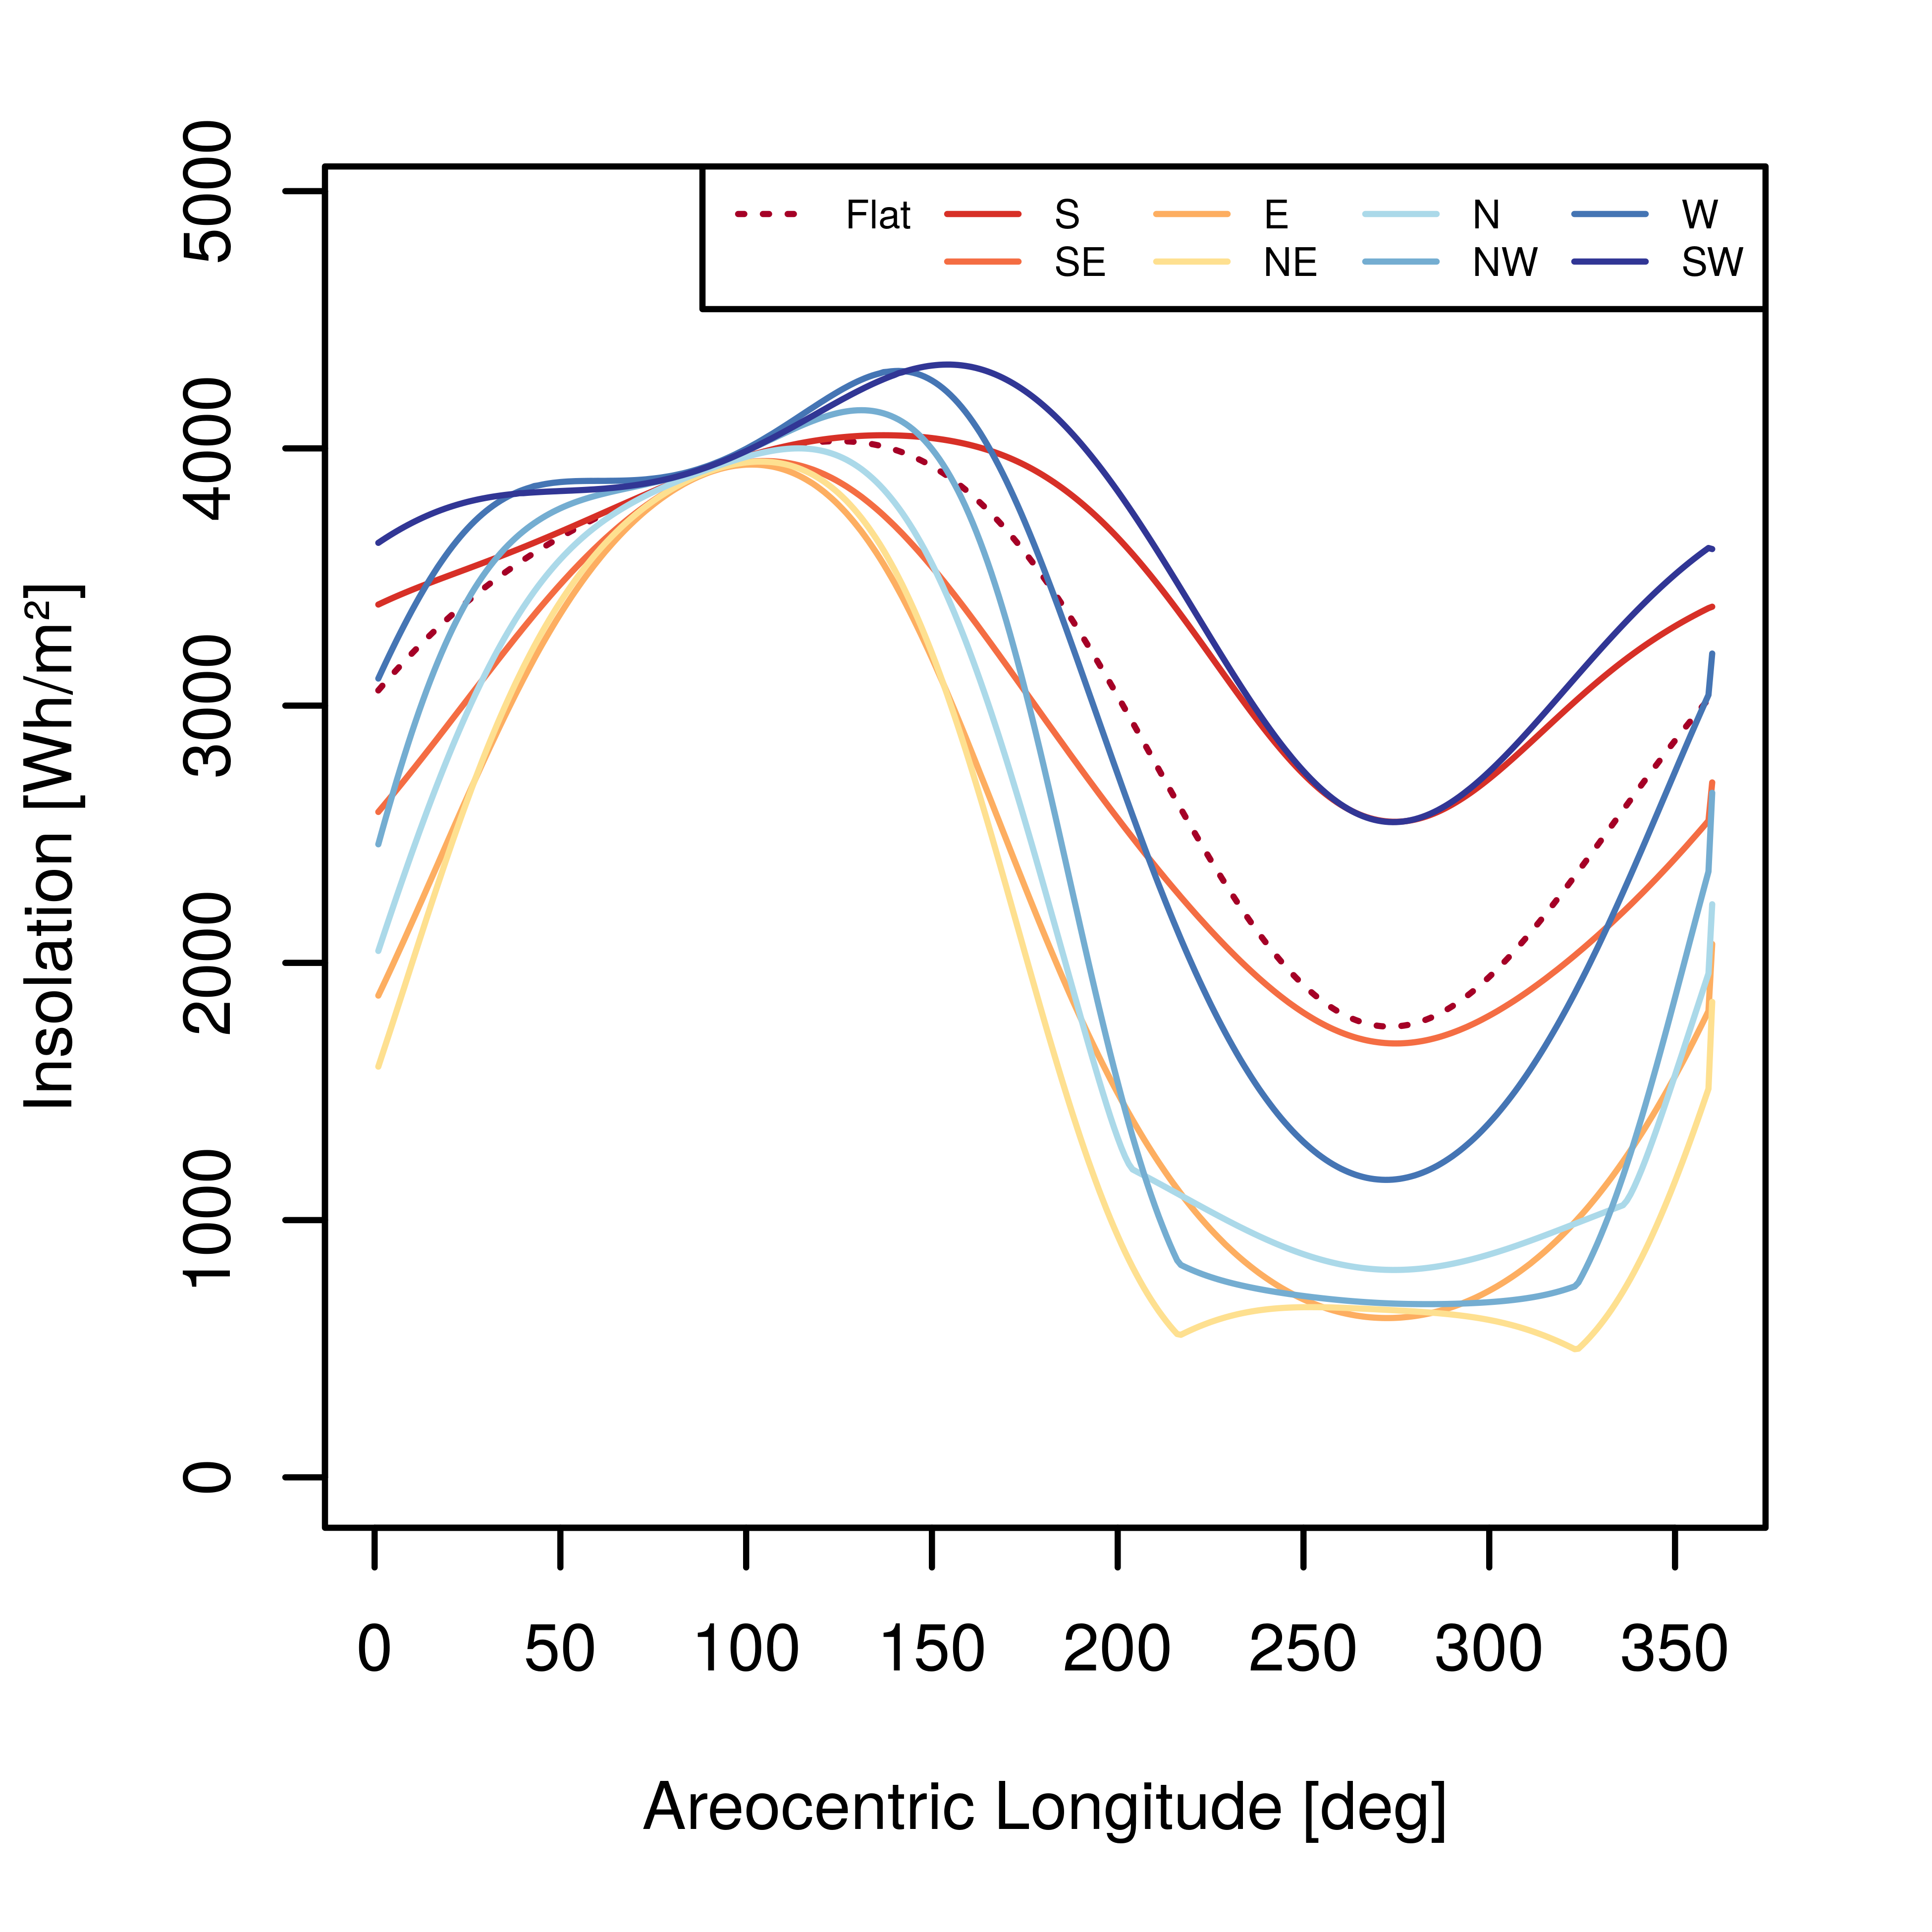 Flat S E N W
SE NE NW SW
5000
4000
3000
2000
1000
0
Insolation [Wh/m²]
0 50 100 150 200 250 300 350
Areocentric Longitude [deg]